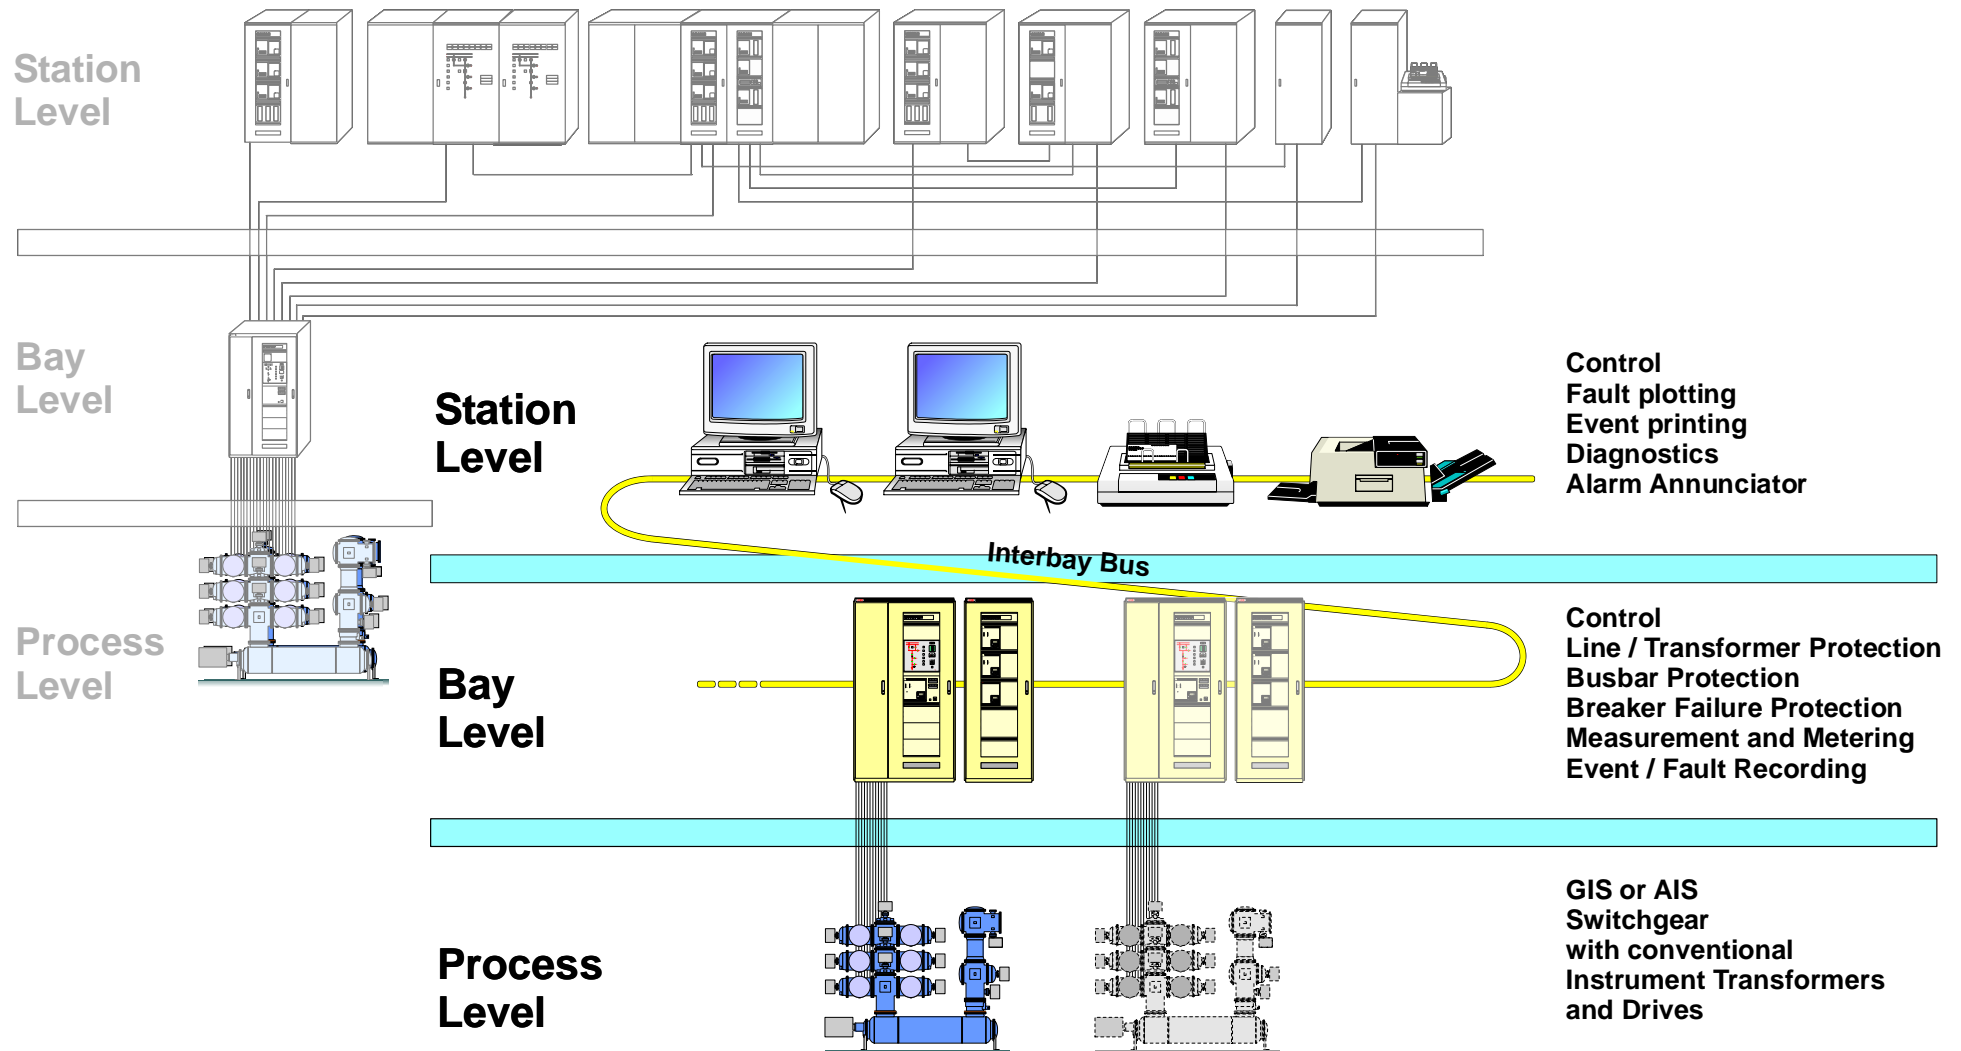 Station
Level
Bay
Level
Process
Level
Station
Level
Control
Fault plotting
Event printing
Diagnostics
Alarm Annunciator
Interbay Bus
Bay
Level
Control
Line / Transformer Protection
Busbar Protection
Breaker Failure Protection
Measurement and Metering
Event / Fault Recording
Process
Level
GIS or AIS
Switchgear
with conventional
Instrument Transformers
and Drives